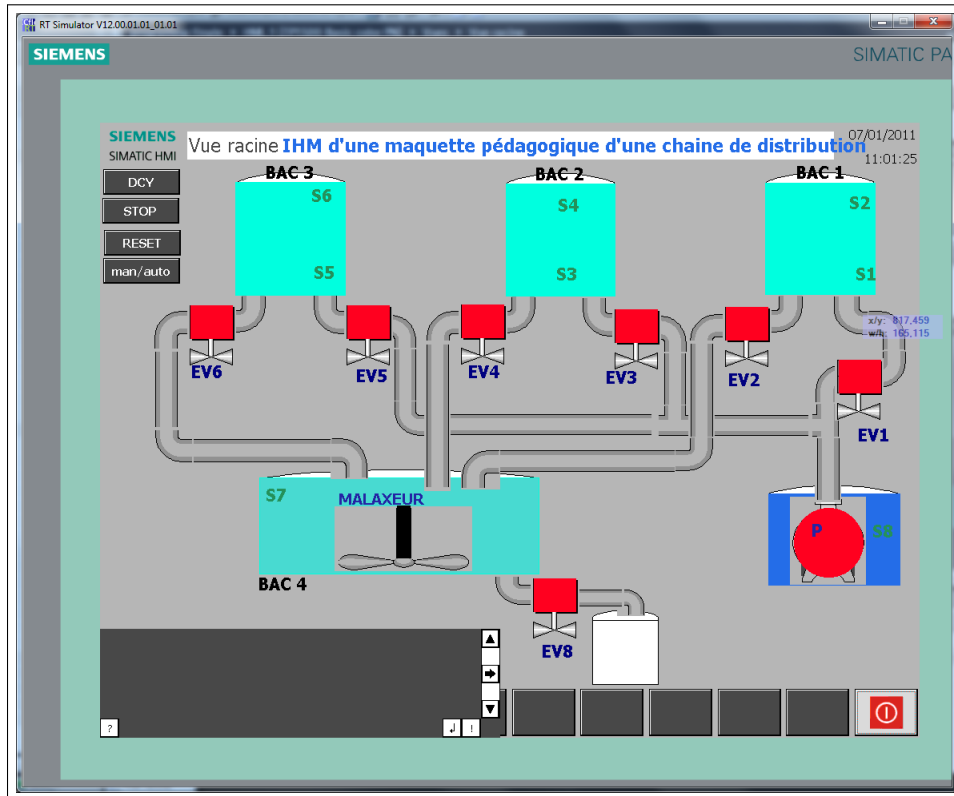 RT Simulator V12.00.01.01_01.01
SIEMENS
SIMATIC PA
SIEMENS
SIMATIC HMI
Vue racine IHM d'une maquette pédagogique d'une chaine de distribution
07/01/2011
11:01:25
DCY
STOP
RESET
man/auto
BAC 3
BAC 2
BAC 1
S6
S4
S2
S5
S3
S1
x/y: 817,459
w/h: 165,115
EV6
EV5
EV4
EV3
EV2
EV1
S7
MALAXEUR
P
S8
BAC 4
EV8
?
!